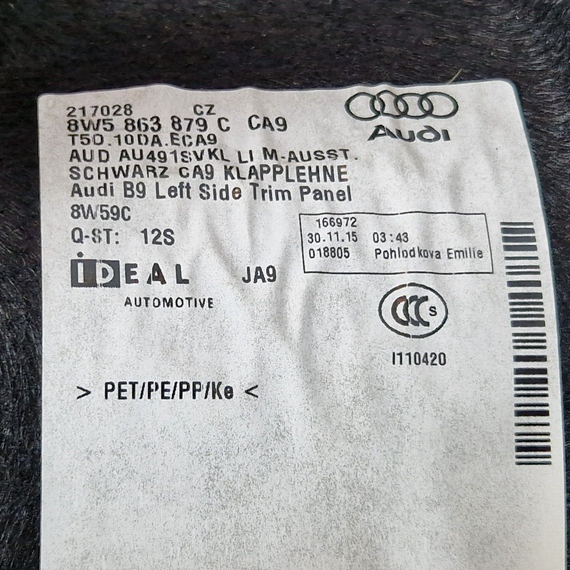 217028 CZ
8W5 863 879 C CA9
T50.10DA.ECA9
AUD AU491SVKL LI M-AUSST.
SCHWARZ CA9 KLAPPLEHNE
Audi B9 Left Side Trim Panel
8W59C
Q-ST: 12S
Audi
166972
30.11.15 03:43
018805 Pohlodkova Emilie
IDEAL JA9
AUTOMOTIVE
CCC S
I110420
> PET/PE/PP/Ke <